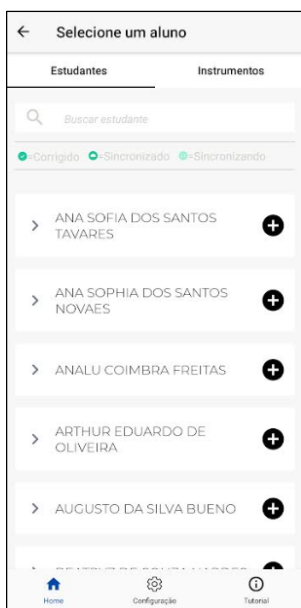 Selecione um aluno
Estudantes Instrumentos
Buscar estudante
=Corrigido =Sincronizado =Sincronizando
ANA SOFIA DOS SANTOS
TAVARES
ANA SOPHIA DOS SANTOS
NOVAES
ANALU COIMBRA FREITAS
ARTHUR EDUARDO DE
OLIVEIRA
AUGUSTO DA SILVA BUENO
Home Configuração Tutorial